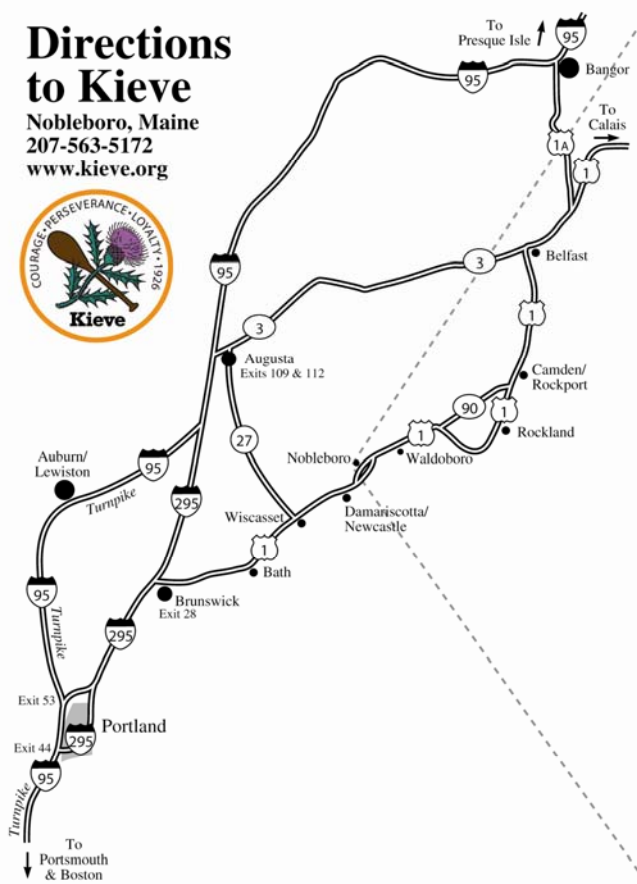 Directions
to Kieve
Nobleboro, Maine
207-563-5172
www.kieve.org
COURAGE • PERSEVERANCE • LOYALTY • 1926
Kieve
To
Presque Isle
95
95
Bangor
To
Calais
1A
1
3
Belfast
95
3
1
Augusta
Exits 109 & 112
Camden/
Rockport
90
1
Rockland
1
27
Auburn/
Lewiston
95
Turnpike
Nobleboro
Waldoboro
295
Wiscasset
Damariscotta/
Newcastle
1
Bath
95
Turnpike
Brunswick
Exit 28
295
Exit 53
Portland
295
Exit 44
95
Turnpike
To
Portsmouth
& Boston